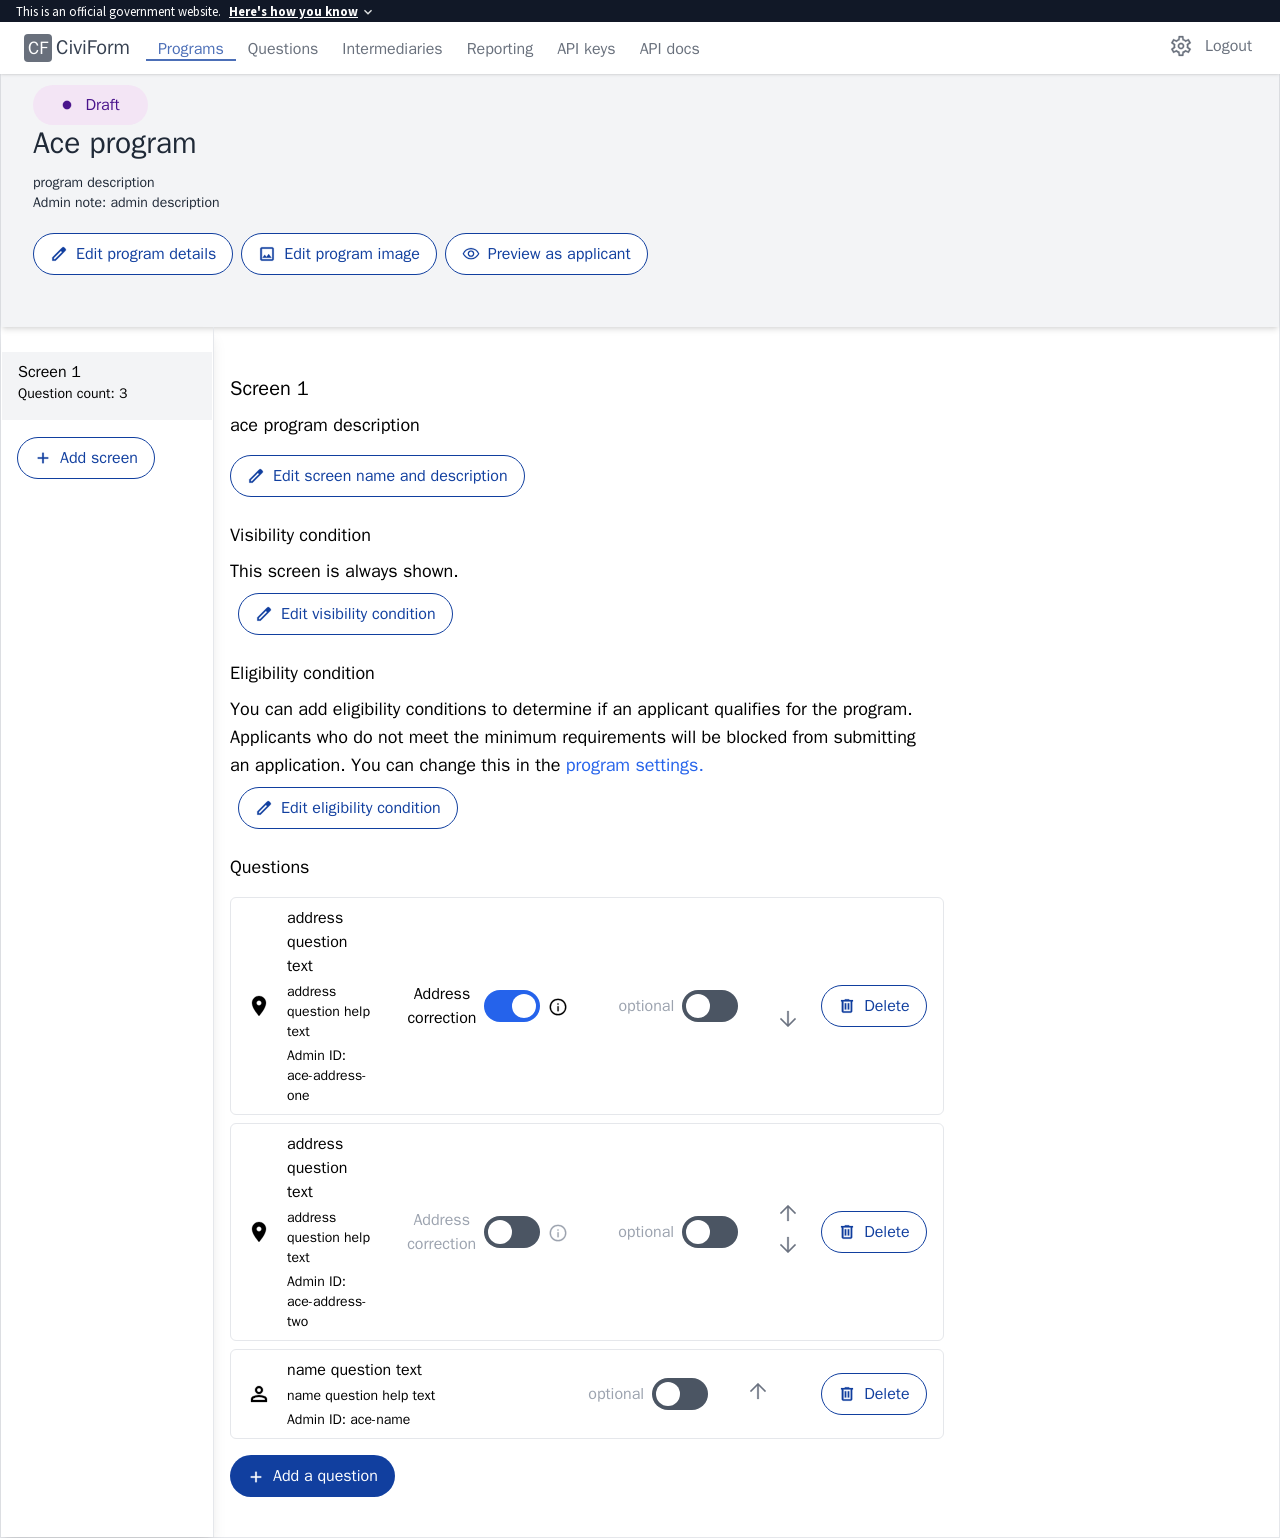 This is an official government website. Here's how you know
CF CiviForm Programs Questions Intermediaries Reporting API keys API docs Logout
Draft
Ace program
program description
Admin note: admin description
Edit program details Edit program image Preview as applicant
Screen 1
Question count: 3
Add screen
Screen 1
ace program description
Edit screen name and description
Visibility condition
This screen is always shown.
Edit visibility condition
Eligibility condition
You can add eligibility conditions to determine if an applicant qualifies for the program.
Applicants who do not meet the minimum requirements will be blocked from submitting
an application. You can change this in the program settings.
Edit eligibility condition
Questions
address
question
text
address
question help
text
Admin ID:
ace-address-
one
Address
correction
optional
Delete
address
question
text
address
question help
text
Admin ID:
ace-address-
two
Address
correction
optional
Delete
name question text
name question help text
Admin ID: ace-name
optional
Delete
Add a question